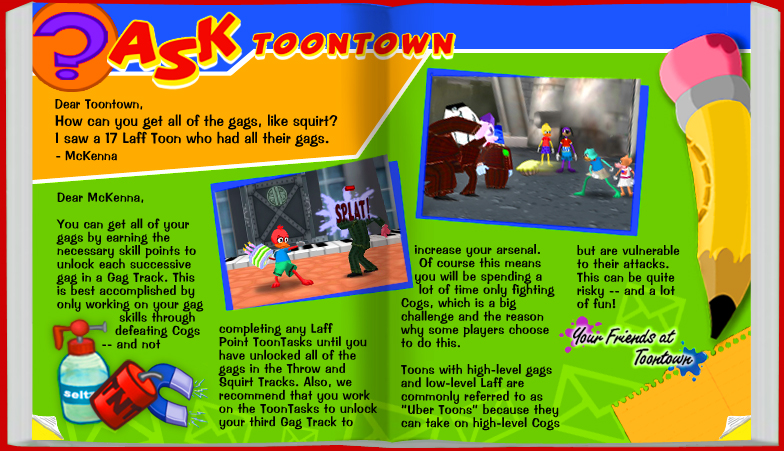 ?
ASK TOONTOWN
Dear Toontown,
How can you get all of the gags, like squirt?
I saw a 17 Laff Toon who had all their gags.
- McKenna
Dear McKenna,
You can get all of your
gags by earning the
necessary skill points to
unlock each successive
gag in a Gag Track. This
is best accomplished by
only working on your gag
skills through
defeating Cogs
-- and not
SPLAT!
seltz
TNT
completing any Laff
Point ToonTasks until you
have unlocked all of the
gags in the Throw and
Squirt Tracks. Also, we
recommend that you work
on the ToonTasks to unlock
your third Gag Track to
increase your arsenal.
Of course this means
you will be spending a
lot of time only fighting
Cogs, which is a big
challenge and the reason
why some players choose
to do this.
Toons with high-level gags
and low-level Laff are
commonly referred to as
"Uber Toons" because they
can take on high-level Cogs
but are vulnerable
to their attacks.
This can be quite
risky -- and a lot
of fun!
Your Friends at
Toontown